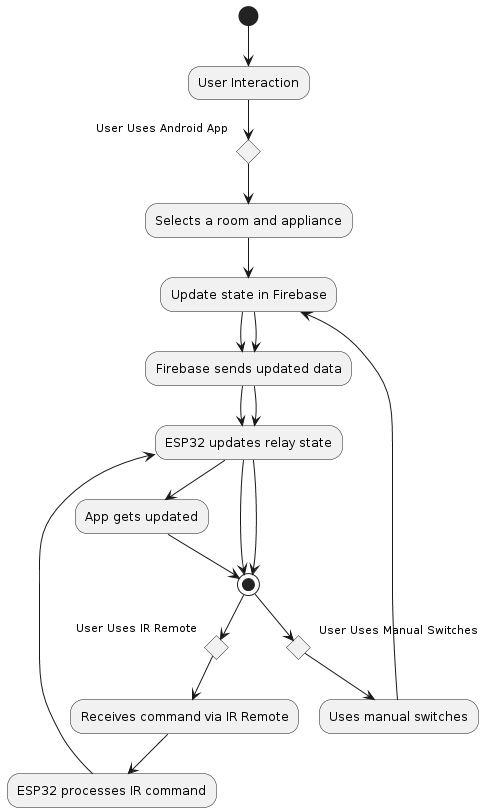 User Interaction
User Uses Android App
Selects a room and appliance
Update state in Firebase
Firebase sends updated data
ESP32 updates relay state
App gets updated
User Uses IR Remote
User Uses Manual Switches
Receives command via IR Remote
Uses manual switches
ESP32 processes IR command